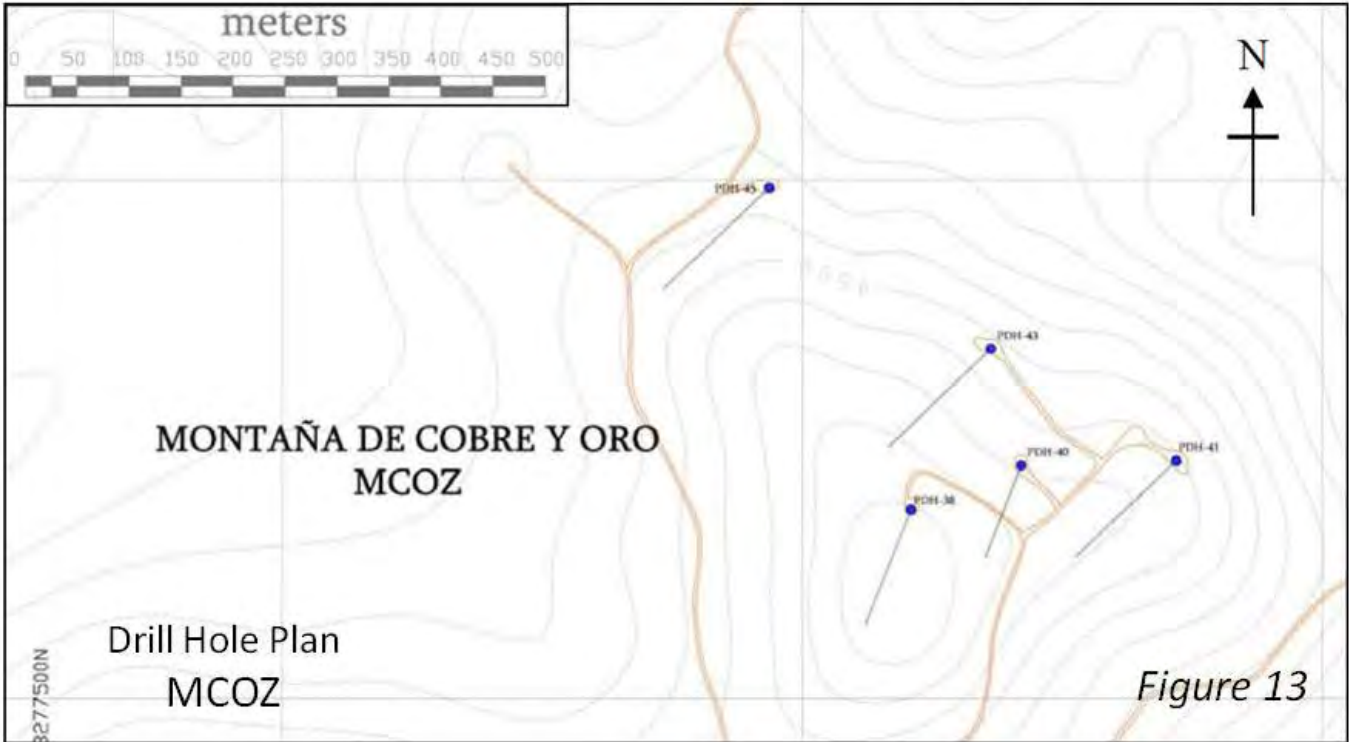 meters
0 50 100 150 200 250 300 350 400 450 500
N
PDH-45
PDH-43
PDH-40
PDH-41
PDH-38
MONTAÑA DE COBRE Y ORO
MCOZ
Drill Hole Plan
MCOZ
Figure 13
3277500N